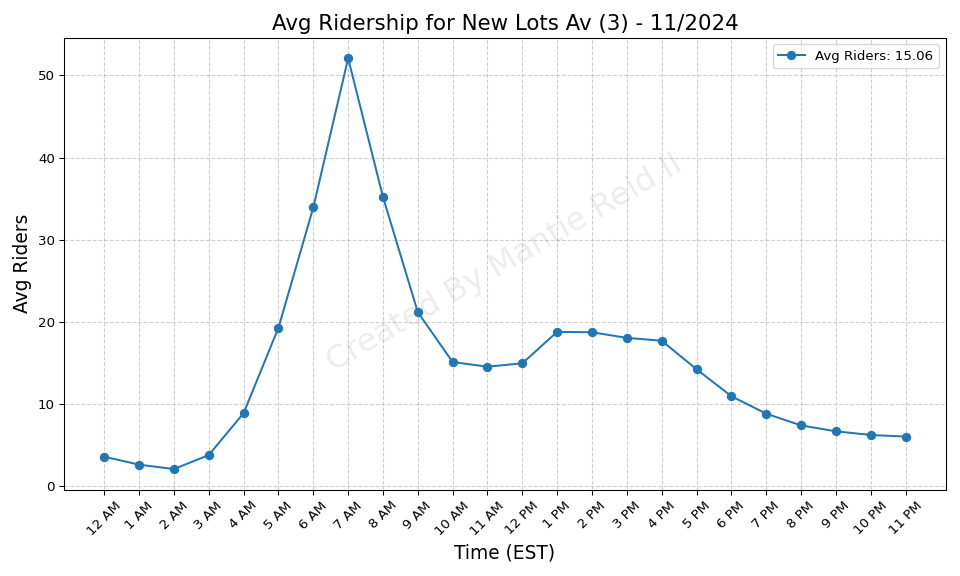 Avg Ridership for New Lots Av (3) - 11/2024
Avg Riders: 15.06
Avg Riders
50
40
30
20
10
0
Created By Mantle Reid II
12 AM
1 AM
2 AM
3 AM
4 AM
5 AM
6 AM
7 AM
8 AM
9 AM
10 AM
11 AM
12 PM
1 PM
2 PM
3 PM
4 PM
5 PM
6 PM
7 PM
8 PM
9 PM
10 PM
11 PM
Time (EST)